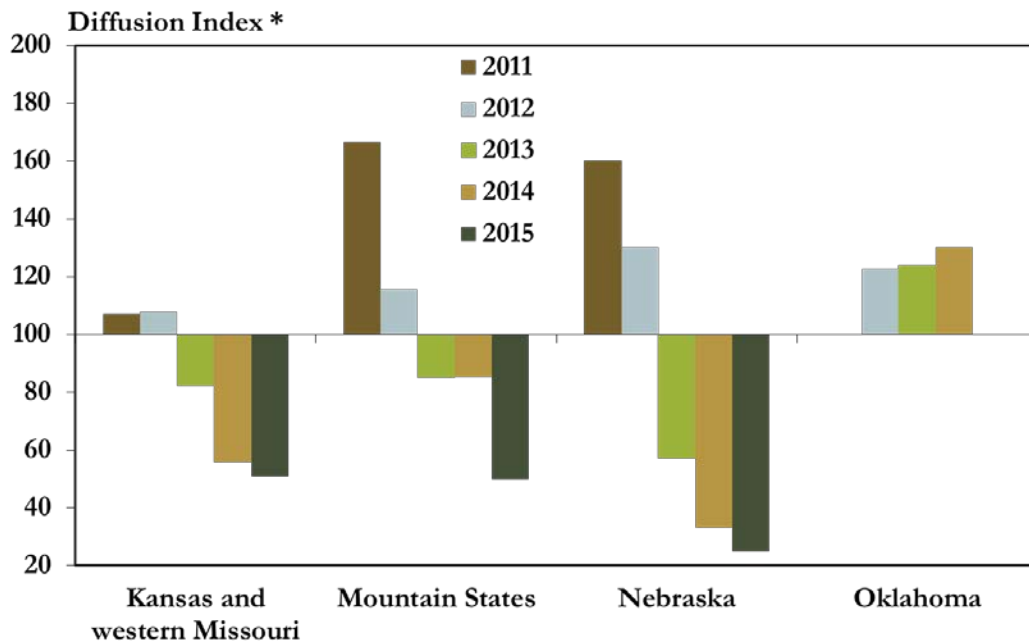 Diffusion Index *
200
180
160
140
120
100
80
60
40
20
2011
2012
2013
2014
2015
Kansas and
western Missouri
Mountain States
Nebraska
Oklahoma